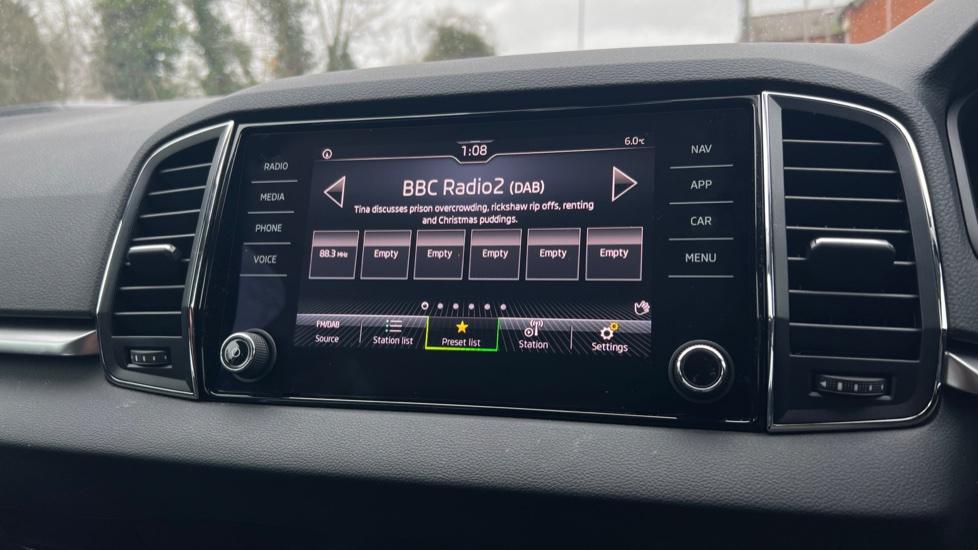 1:08
6.0°C
RADIO
MEDIA
PHONE
VOICE
BBC Radio2 (DAB)
Tina discusses prison overcrowding, rickshaw rip offs, renting
and Christmas puddings.
88.3 MHz
Empty
Empty
Empty
Empty
Empty
FM/DAB
Source
Station list
Preset list
Station
Settings
NAV
APP
CAR
MENU